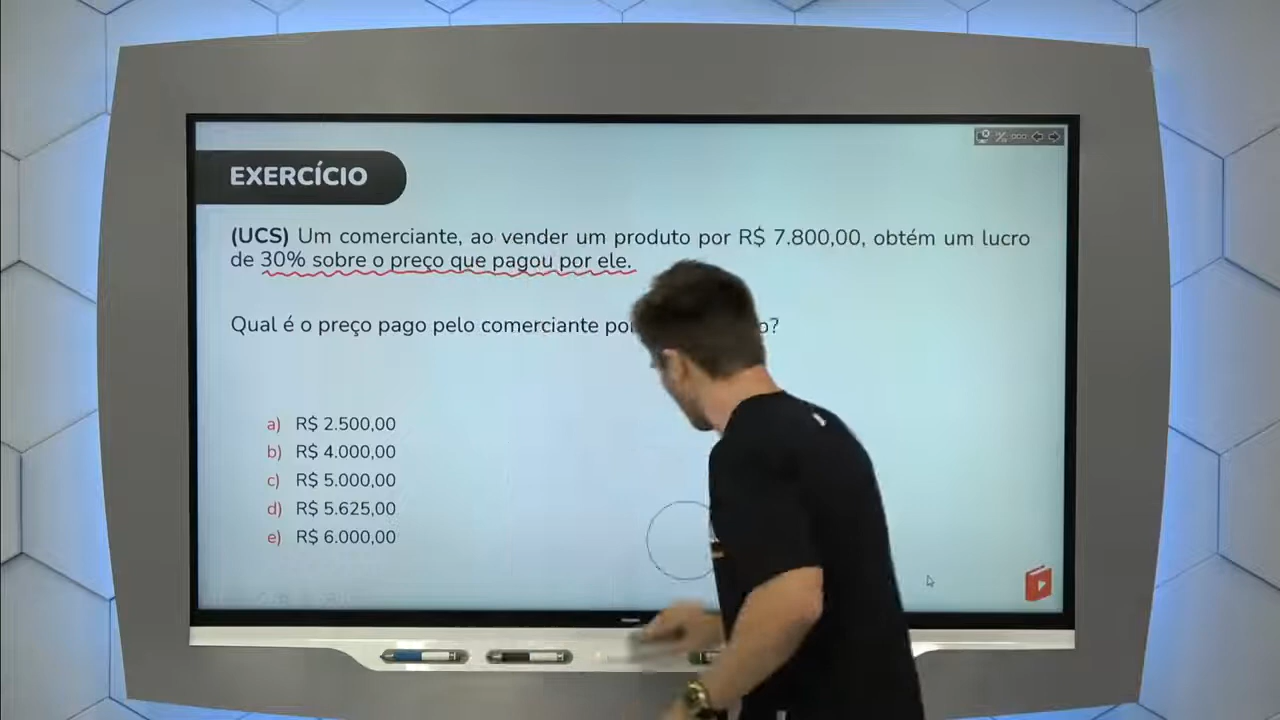 EXERCÍCIO
(UCS) Um comerciante, ao vender um produto por R$ 7.800,00, obtém um lucro
de 30% sobre o preço que pagou por ele.
Qual é o preço pago pelo comerciante
a) R$ 2.500,00
b) R$ 4.000,00
c) R$ 5.000,00
d) R$ 5.625,00
e) R$ 6.000,00